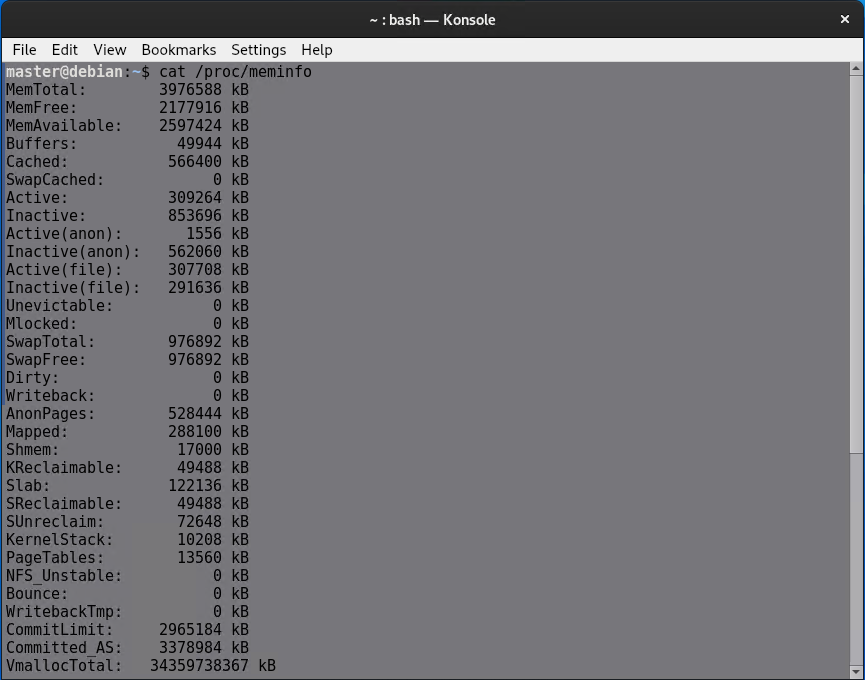 ~ : bash — Konsole
File Edit View Bookmarks Settings Help
master@debian:~$ cat /proc/meminfo
MemTotal:        3976588 kB
MemFree:         2177916 kB
MemAvailable:    2597424 kB
Buffers:           49944 kB
Cached:           566400 kB
SwapCached:            0 kB
Active:           309264 kB
Inactive:         853696 kB
Active(anon):       1556 kB
Inactive(anon):   562060 kB
Active(file):     307708 kB
Inactive(file):   291636 kB
Unevictable:           0 kB
Mlocked:               0 kB
SwapTotal:        976892 kB
SwapFree:         976892 kB
Dirty:                 0 kB
Writeback:             0 kB
AnonPages:        528444 kB
Mapped:           288100 kB
Shmem:             17000 kB
KReclaimable:      49488 kB
Slab:             122136 kB
SReclaimable:      49488 kB
SUnreclaim:        72648 kB
KernelStack:       10208 kB
PageTables:        13560 kB
NFS_Unstable:          0 kB
Bounce:                0 kB
WritebackTmp:          0 kB
CommitLimit:     2965184 kB
Committed_AS:    3378984 kB
VmallocTotal:   34359738367 kB